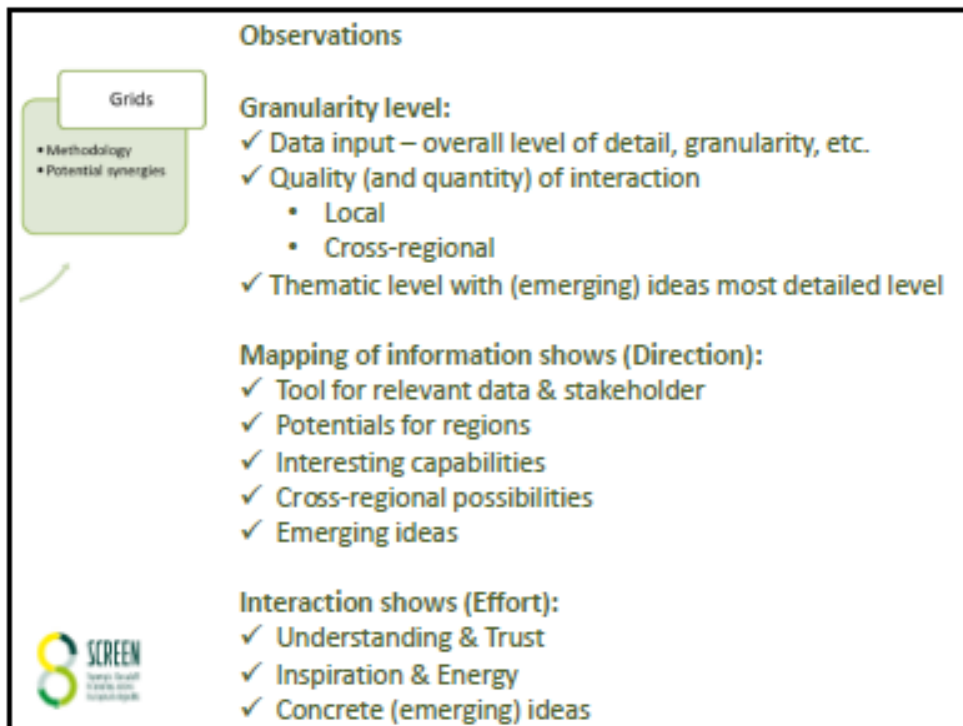 Observations
Grids
• Methodology
• Potential synergies
Granularity level:
✓ Data input – overall level of detail, granularity, etc.
✓ Quality (and quantity) of interaction
• Local
• Cross-regional
✓ Thematic level with (emerging) ideas most detailed level
Mapping of information shows (Direction):
✓ Tool for relevant data & stakeholder
✓ Potentials for regions
✓ Interesting capabilities
✓ Cross-regional possibilities
✓ Emerging ideas
Interaction shows (Effort):
✓ Understanding & Trust
✓ Inspiration & Energy
✓ Concrete (emerging) ideas
SCREEN